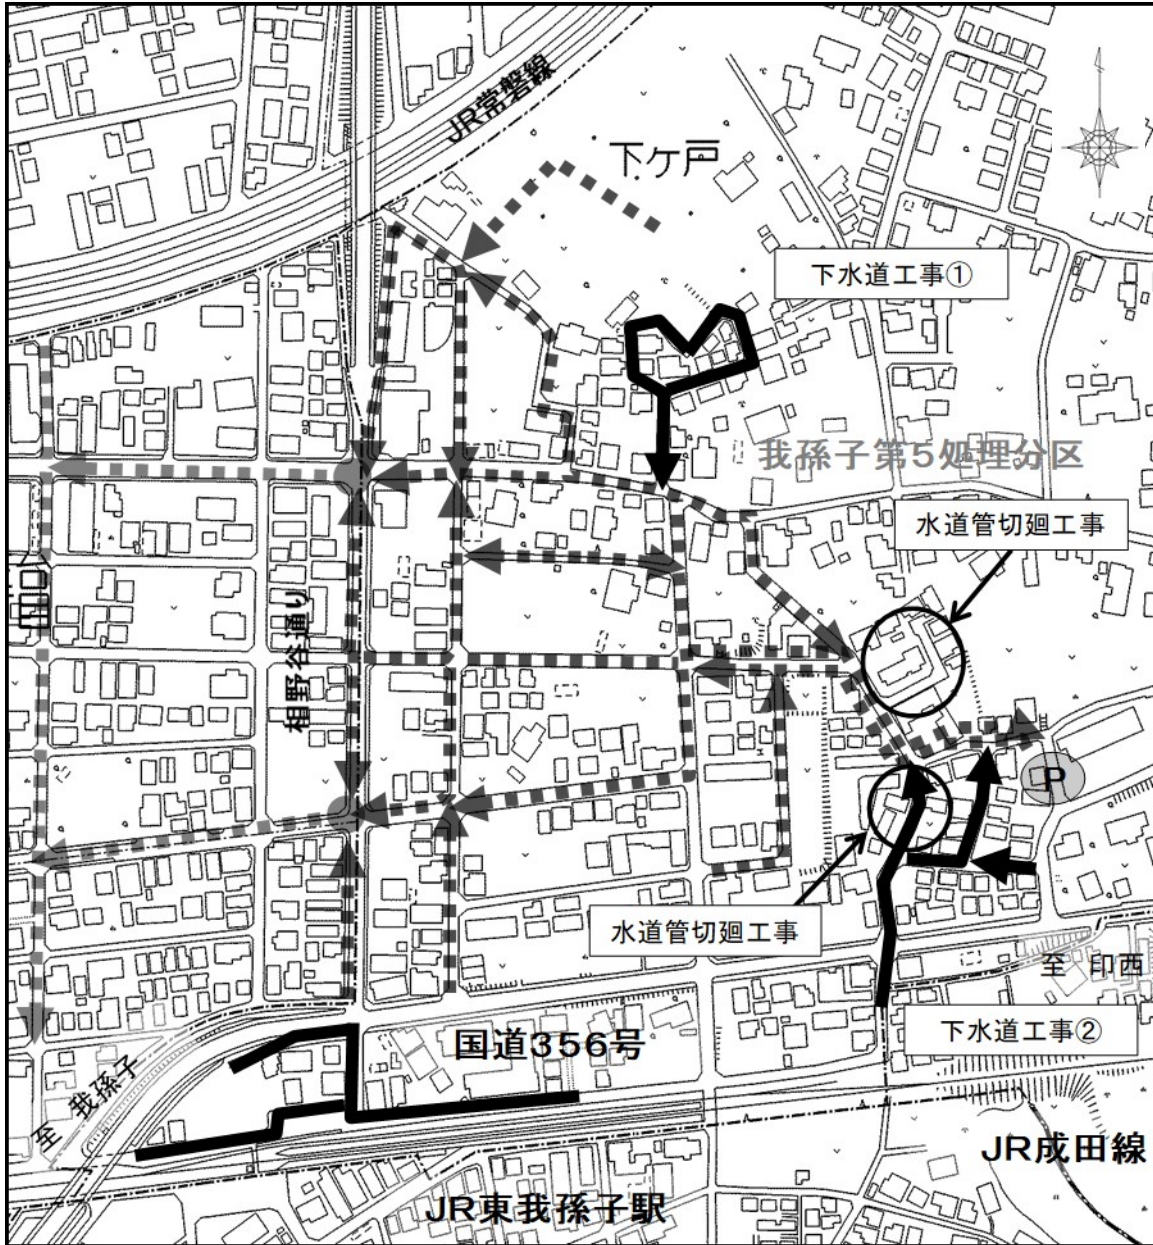 JR常磐線
下ケ戸
下水道工事①
我孫子第5処理分区
水道管切廻工事
相野谷通り
P
水道管切廻工事
至 印西
国道356号
下水道工事②
至 我孫子
JR成田線
JR東我孫子駅